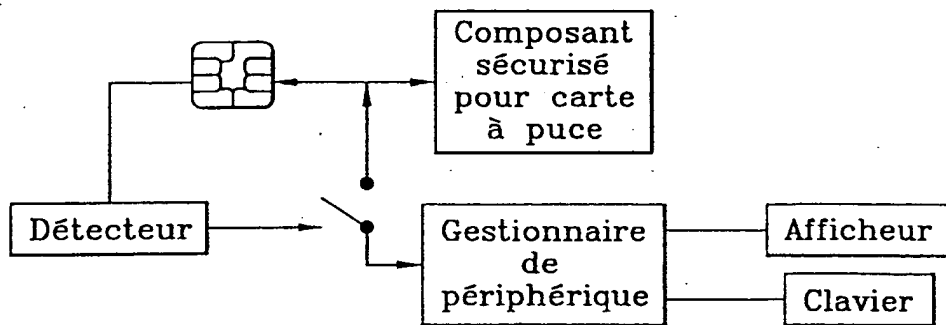 Composant
sécurisé
pour carte
à puce
Détecteur
Gestionnaire
de
périphérique
Afficheur
Clavier